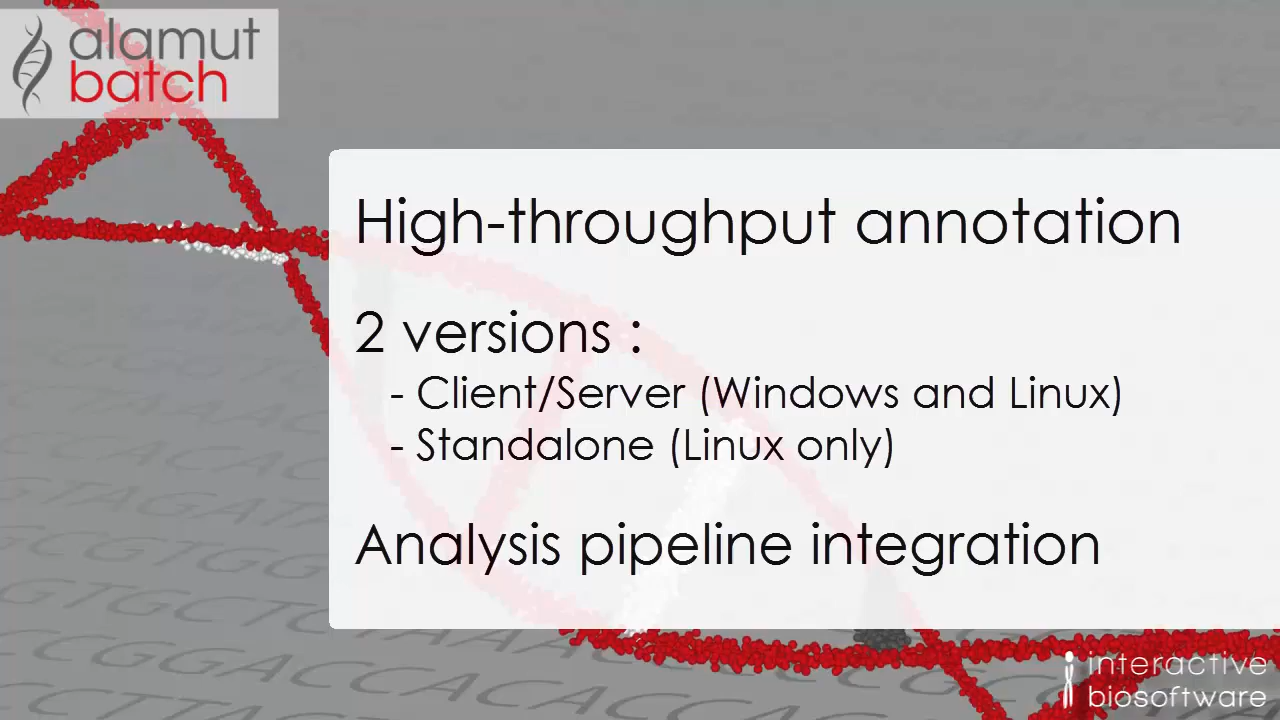 alamut
batch
High-throughput annotation
2 versions :
- Client/Server (Windows and Linux)
- Standalone (Linux only)
Analysis pipeline integration
interactive
biosoftware